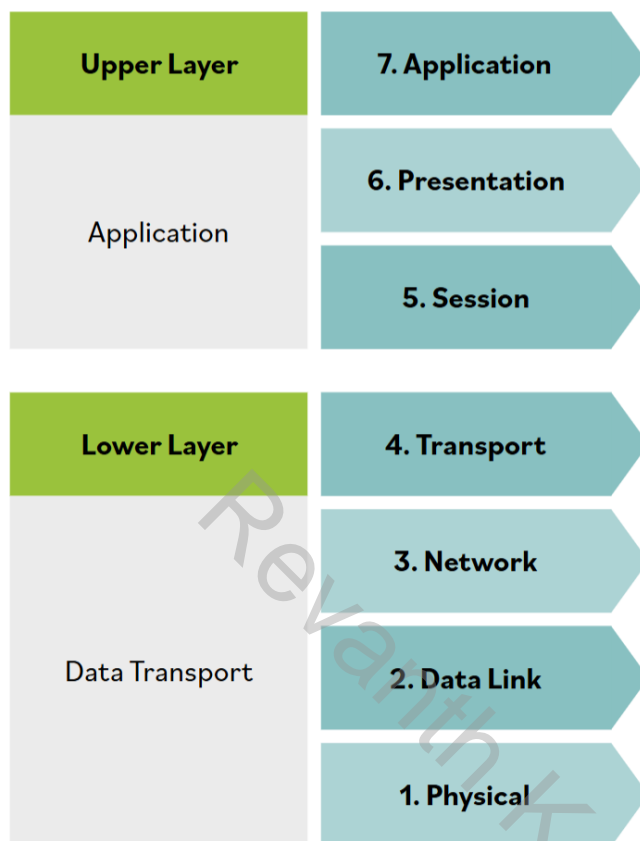 Upper Layer
7. Application
Application
6. Presentation
5. Session
Lower Layer
4. Transport
3. Network
Data Transport
2. Data Link
1. Physical
Revanth K